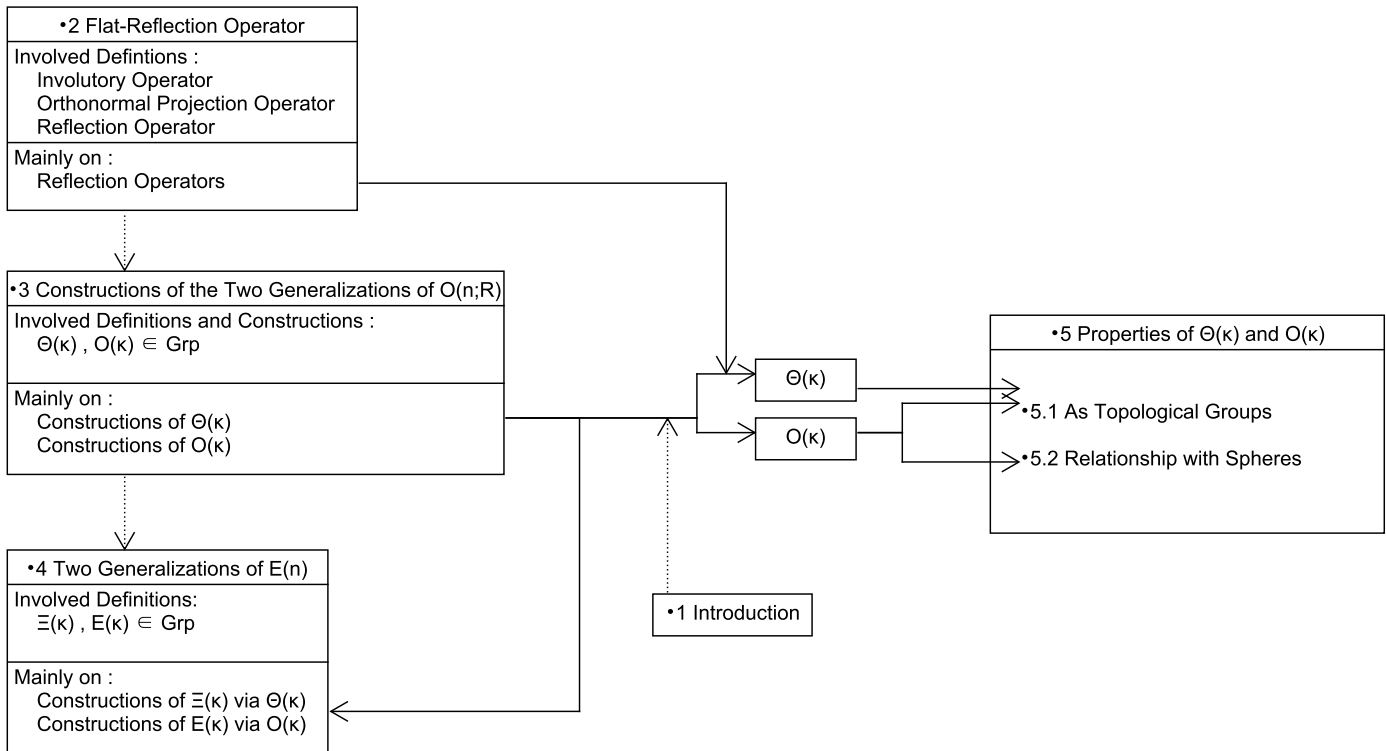 •2 Flat-Reflection Operator
Involved Defintions :
Involutory Operator
Orthonormal Projection Operator
Reflection Operator
Mainly on :
Reflection Operators
•3 Constructions of the Two Generalizations of O(n;R)
Involved Definitions and Constructions :
Θ(κ) , O(κ) ∈ Grp
Mainly on :
Constructions of Θ(κ)
Constructions of O(κ)
•4 Two Generalizations of E(n)
Involved Definitions:
Ξ(κ) , E(κ) ∈ Grp
Mainly on :
Constructions of Ξ(κ) via Θ(κ)
Constructions of E(κ) via O(κ)
•1 Introduction
Θ(κ)
O(κ)
•5 Properties of Θ(κ) and O(κ)
•5.1 As Topological Groups
•5.2 Relationship with Spheres